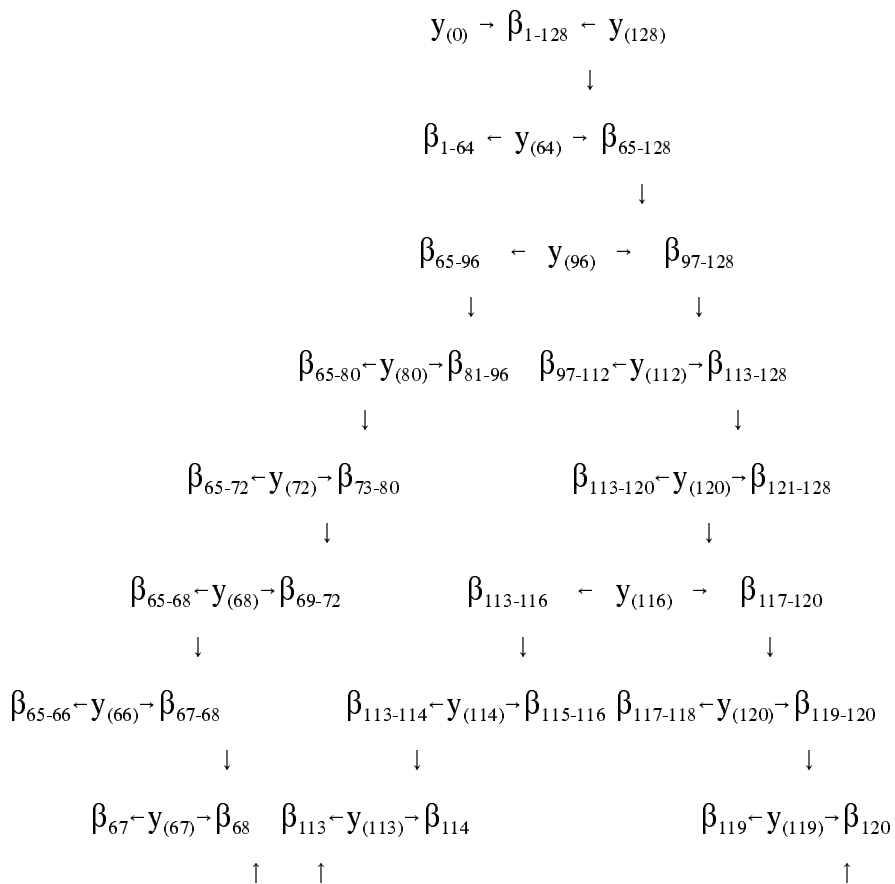 y(0) → β1-128 ← y(128)
↓
β1-64 ← y(64) → β65-128
↓
β65-96 ← y(96) → β97-128
↓ ↓
β65-80 ← y(80) → β81-96 β97-112 ← y(112) → β113-128
↓ ↓
β65-72 ← y(72) → β73-80 β113-120 ← y(120) → β121-128
↓ ↓
β65-68 ← y(68) → β69-72 β113-116 ← y(116) → β117-120
↓ ↓ ↓
β65-66 ← y(66) → β67-68 β113-114 ← y(114) → β115-116 β117-118 ← y(120) → β119-120
↓ ↓ ↓
β67 ← y(67) → β68 β113 ← y(113) → β114 β119 ← y(119) → β120
↑ ↑ ↑